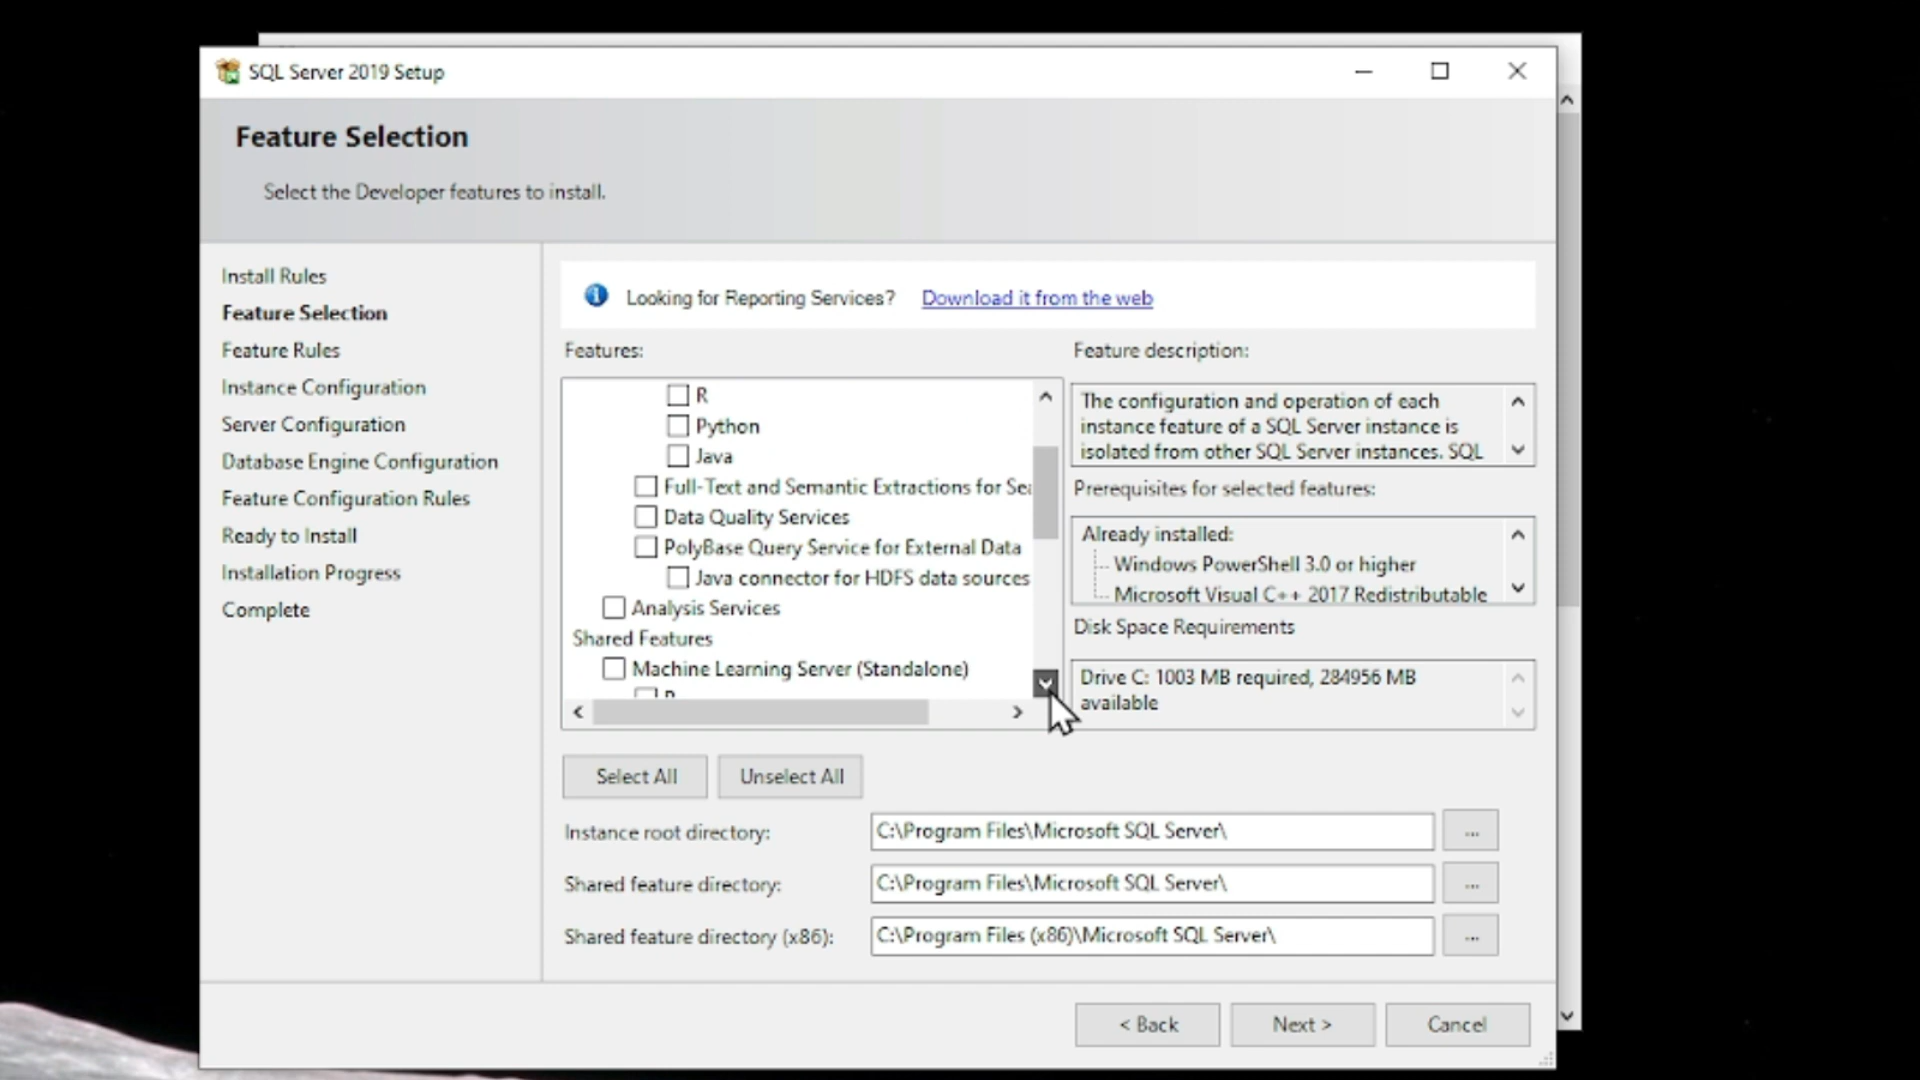 SQL Server 2019 Setup
Feature Selection
Select the Developer features to install.
Install Rules
Feature Selection
Feature Rules
Instance Configuration
Server Configuration
Database Engine Configuration
Feature Configuration Rules
Ready to Install
Installation Progress
Complete
Looking for Reporting Services? Download it from the web
Features:
R
Python
Java
Full-Text and Semantic Extractions for Sea
Data Quality Services
PolyBase Query Service for External Data
Java connector for HDFS data sources
Analysis Services
Shared Features
Machine Learning Server (Standalone)
Feature description:
The configuration and operation of each
instance feature of a SQL Server instance is
isolated from other SQL Server instances. SQL
Prerequisites for selected features:
Already installed:
Windows PowerShell 3.0 or higher
Microsoft Visual C++ 2017 Redistributable
Disk Space Requirements
Drive C: 1003 MB required, 284956 MB
available
Select All
Unselect All
Instance root directory: C:\Program Files\Microsoft SQL Server\ ...
Shared feature directory: C:\Program Files\Microsoft SQL Server\ ...
Shared feature directory (x86): C:\Program Files (x86)\Microsoft SQL Server\ ...
< Back
Next >
Cancel